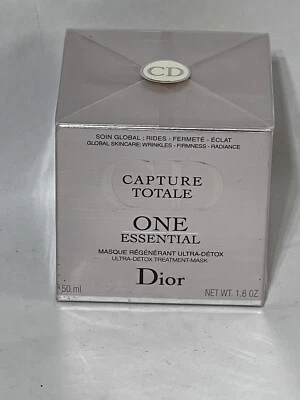 CD
SOIN GLOBAL : RIDES - FERMETÉ - ÉCLAT
GLOBAL SKINCARE: WRINKLES - FIRMNESS - RADIANCE
CAPTURE
TOTALE
ONE
ESSENTIAL
MASQUE RÉGÉNÉRANT ULTRA-DÉTOX
ULTRA-DETOX TREATMENT-MASK
Dior
50 ml NET WT. 1.8 OZ